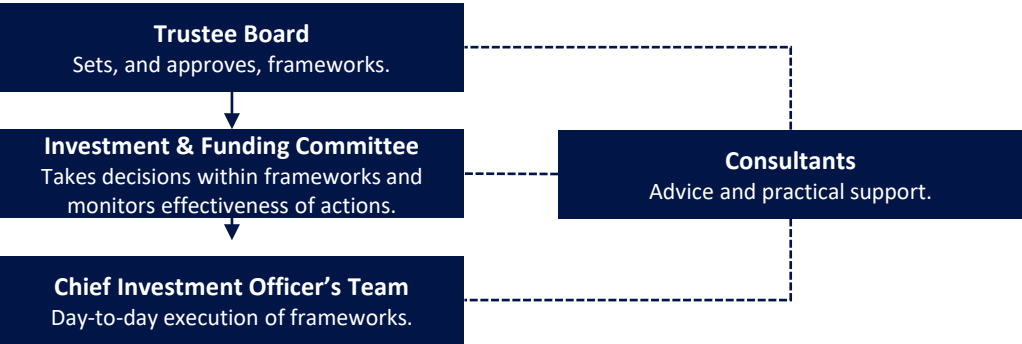 Trustee Board
Sets, and approves, frameworks.
Investment & Funding Committee
Takes decisions within frameworks and
monitors effectiveness of actions.
Consultants
Advice and practical support.
Chief Investment Officer’s Team
Day-to-day execution of frameworks.